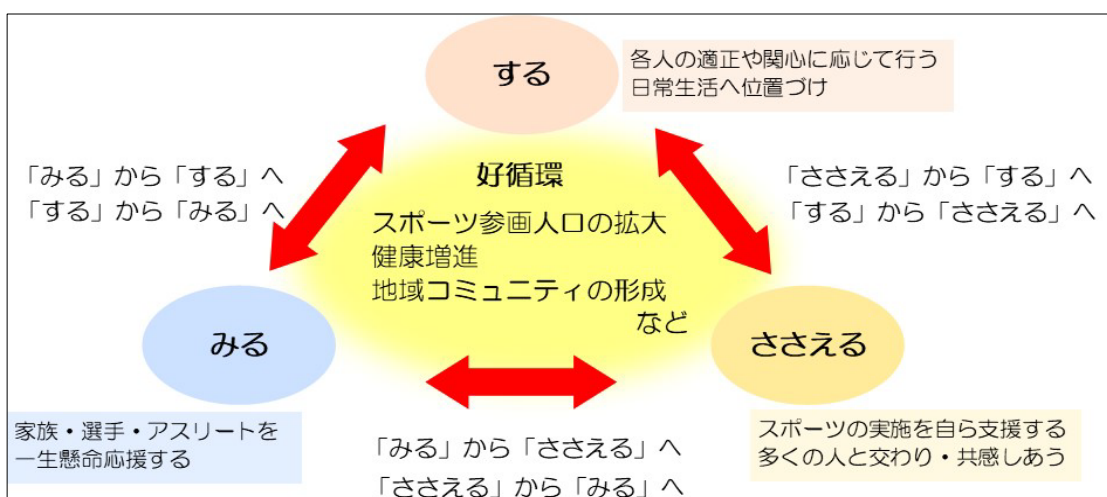 する
各人の適正や関心に応じて行う
日常生活へ位置づけ
「みる」から「する」へ
「する」から「みる」へ
好循環
スポーツ参画人口の拡大
健康増進
地域コミュニティの形成
など
「ささえる」から「する」へ
「する」から「ささえる」へ
みる
ささえる
家族・選手・アスリートを
一生懸命応援する
「みる」から「ささえる」へ
「ささえる」から「みる」へ
スポーツの実施を自ら支援する
多くの人と交わり・共感しあう